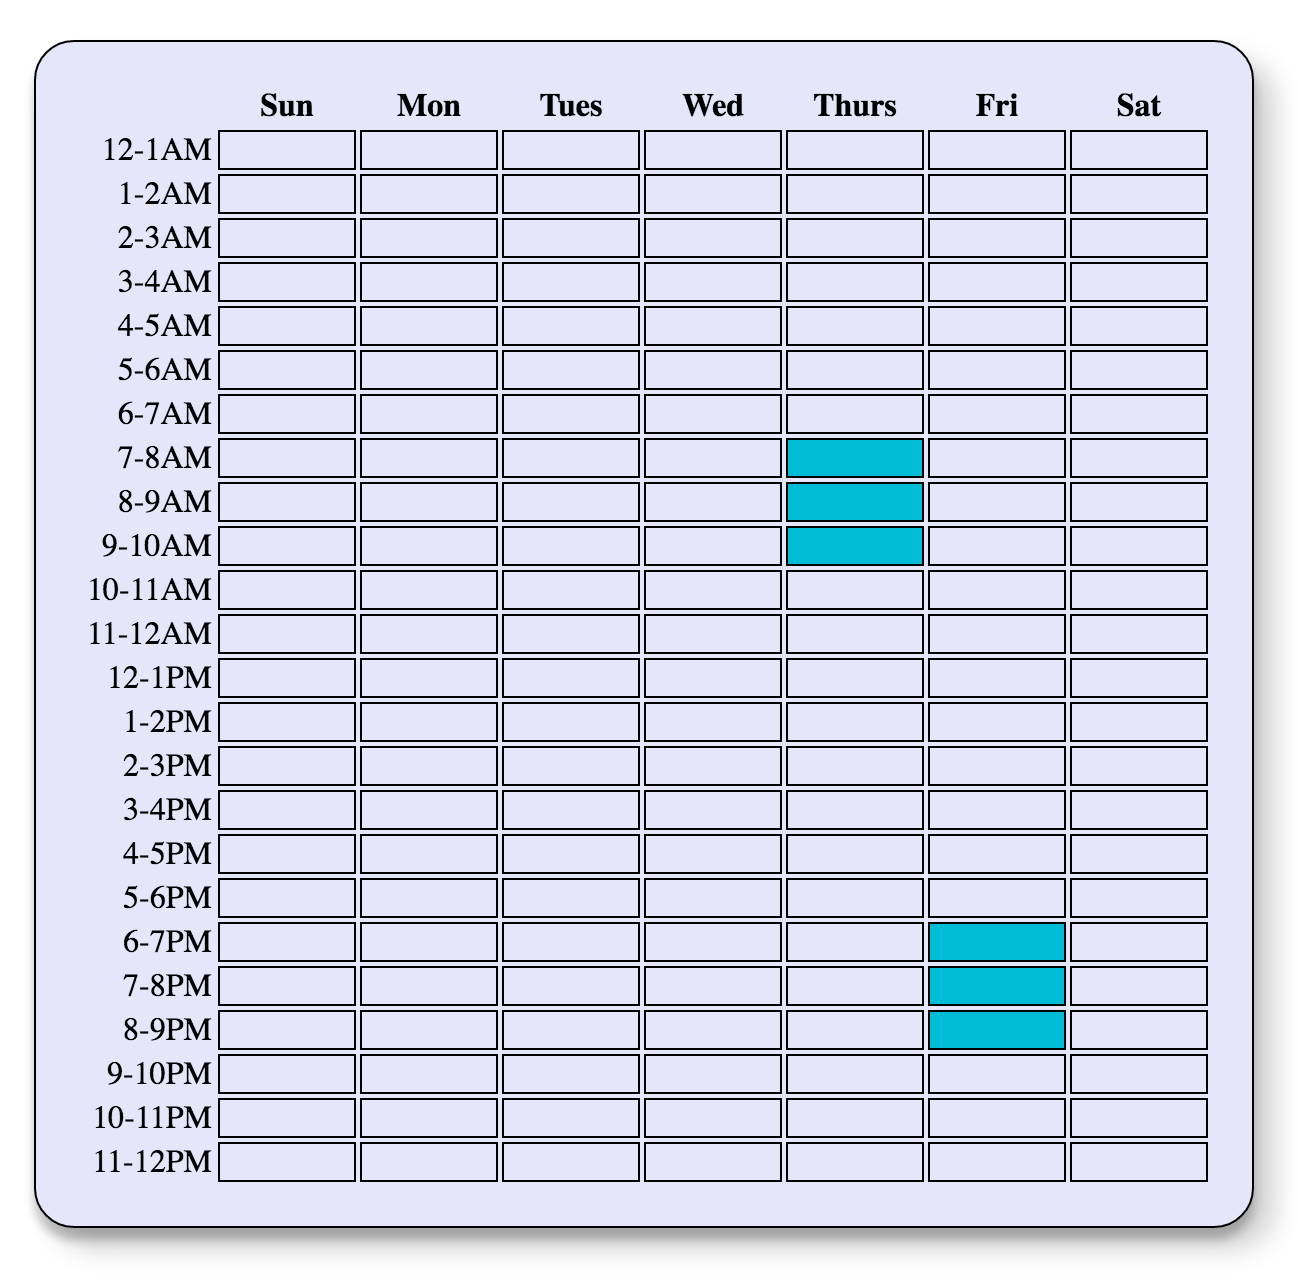 Sun Mon Tues Wed Thurs Fri Sat
12-1AM
1-2AM
2-3AM
3-4AM
4-5AM
5-6AM
6-7AM
7-8AM
8-9AM
9-10AM
10-11AM
11-12AM
12-1PM
1-2PM
2-3PM
3-4PM
4-5PM
5-6PM
6-7PM
7-8PM
8-9PM
9-10PM
10-11PM
11-12PM